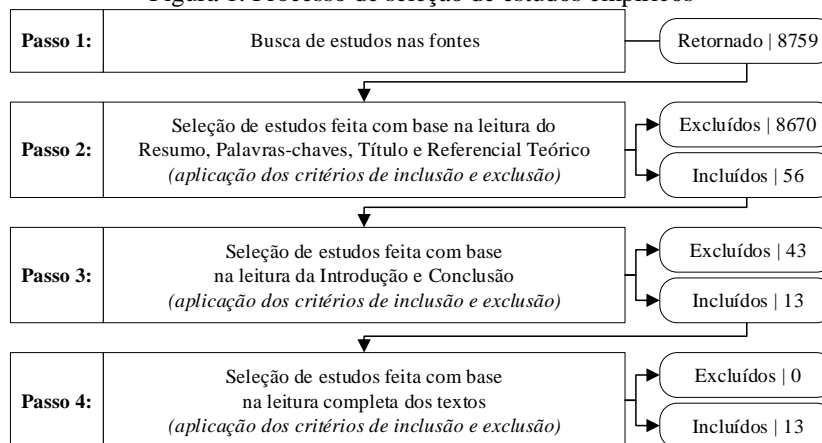 Figura 1. Processo de seleção de estudos empíricos
Passo 1:
Busca de estudos nas fontes
Retornado | 8759
Passo 2:
Seleção de estudos feita com base na leitura do
Resumo, Palavras-chaves, Título e Referencial Teórico
(aplicação dos critérios de inclusão e exclusão)
Excluídos | 8670
Incluídos | 56
Passo 3:
Seleção de estudos feita com base
na leitura da Introdução e Conclusão
(aplicação dos critérios de inclusão e exclusão)
Excluídos | 43
Incluídos | 13
Passo 4:
Seleção de estudos feita com base
na leitura completa dos textos
(aplicação dos critérios de inclusão e exclusão)
Excluídos | 0
Incluídos | 13